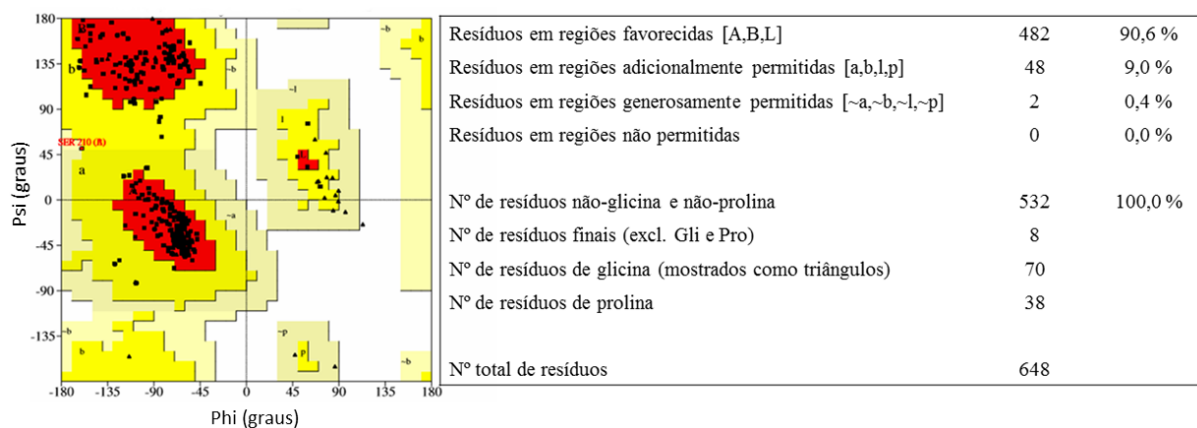 180
135
90
45
0
-45
-90
-135
-180 -135 -90 -45 0 45 90 135 180
Psi (graus)
Phi (graus)
b
~b
~b
~b
~l
l
SER 210 (A)
a
~a
~b
b
~p
p
~b
Resíduos em regiões favorecidas [A,B,L] 482 90,6 %
Resíduos em regiões adicionalmente permitidas [a,b,l,p] 48 9,0 %
Resíduos em regiões generosamente permitidas [~a,~b,~l,~p] 2 0,4 %
Resíduos em regiões não permitidas 0 0,0 %
Nº de resíduos não-glicina e não-prolina 532 100,0 %
Nº de resíduos finais (excl. Gli e Pro) 8
Nº de resíduos de glicina (mostrados como triângulos) 70
Nº de resíduos de prolina 38
Nº total de resíduos 648